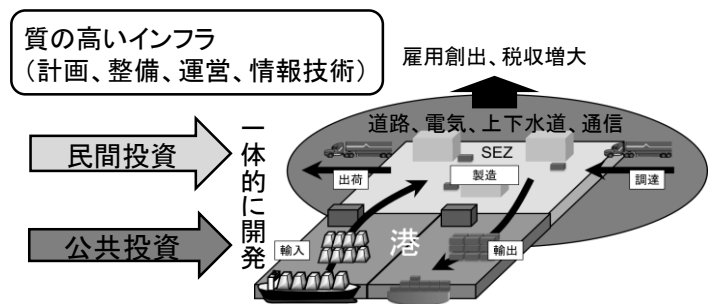 質の高いインフラ
（計画、整備、運営、情報技術）
雇用創出、税収増大
道路、電気、上下水道、通信
民間投資
公共投資
一体的に開発
SEZ
出荷
製造
調達
輸入
港
輸出